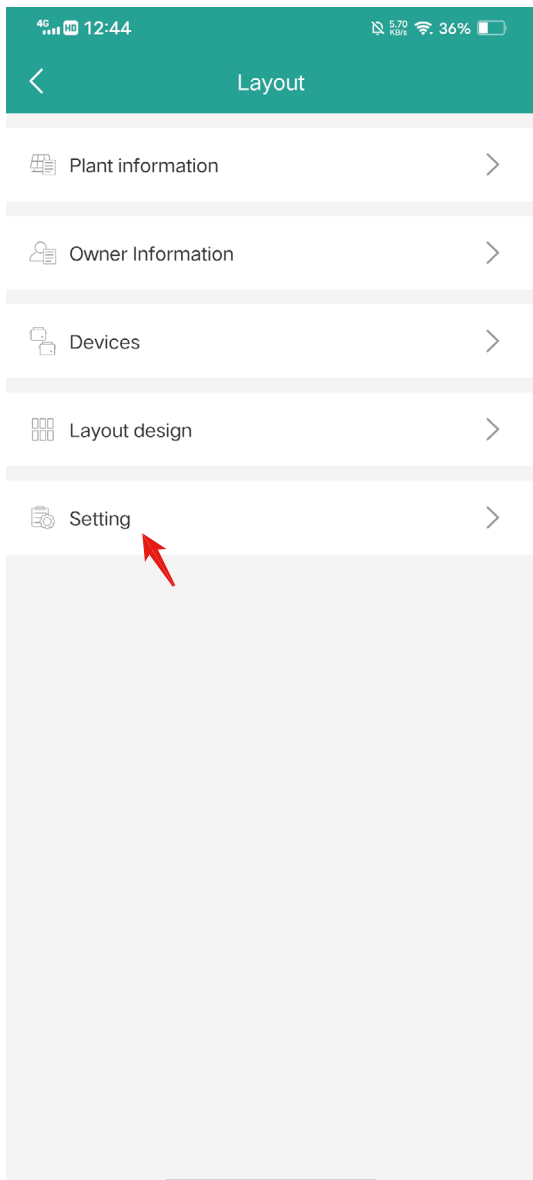 4G HD 12:44 5.70 KB/s 36%
Layout
Plant information
Owner Information
Devices
Layout design
Setting